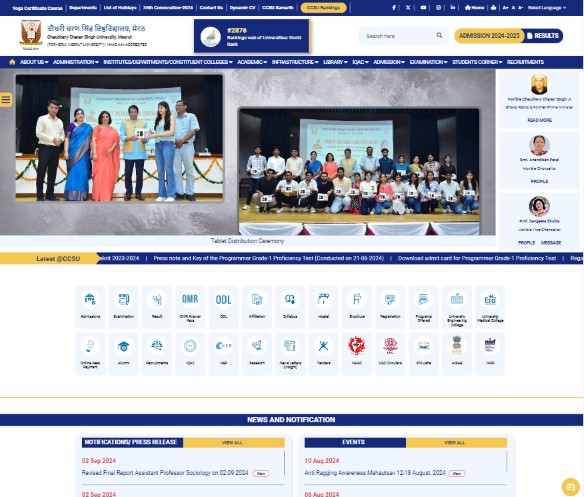 Yoga Certificate Course | Departments | List of Holidays | 36th Convocation-2024 | Contact Us | Dynamic CV | CCSU Samarth | CCSU Rankings
Home | A+ A A- | Select Language
चौधरी चरण सिंह विश्वविद्यालय, मेरठ
Chaudhary Charan Singh University, Meerut
(FORMERLY, MEERUT UNIVERSITY) | NAAC A++ ACCREDITED
#2876
Rankings web of Universities: World Rank
Search here
ADMISSION 2024-2025
RESULTS
ABOUT US ADMINISTRATION INSTITUTES/DEPARTMENTS/CONSTITUENT COLLEGES ACADEMIC INFRASTRUCTURE LIBRARY IQAC ADMISSION EXAMINATION STUDENTS CORNER RECRUITMENTS
Hon'ble Chaudhary Charan Singh Ji
Bharat Ratna & Former Prime Minister
READ MORE
Smt. Anandiben Patel
Hon'ble Chancellor
PROFILE
Prof. Sangeeta Shukla
Hon'ble Vice-Chancellor
PROFILE MESSAGE
Tablet Distribution Ceremony
Latest @CCSU
2023-2024 | Press note and Key of the Programmer Grade-1 Proficiency Test (Conducted on 21-06-2024) | Download admit card for Programmer Grade-1 Proficiency Test | Rega
Admissions
Examination
Result
OMR
OMR Answer Keys
ODL
ODL
Affiliation
Syllabus
Hostel
Brochure
Registration
Programs Offered
University Engineering College
University Medical College
Online Fees Payment
Alumni
Recruitments
IQAC
NEP
Research
News Letters (Insight)
Tenders
NAAC
UGC Circulars
PM Usha
AISHE
NIRF
NEWS AND NOTIFICATION
NOTIFICATIONS/ PRESS RELEASE
VIEW ALL
02 Sep 2024
Revised Final Report Assistant Professor Sociology on 02.09.2024
02 Sep 2024
EVENTS
VIEW ALL
10 Aug 2024
Anti Ragging Awareness Mahautsav 12-18 August, 2024
06 Aug 2024